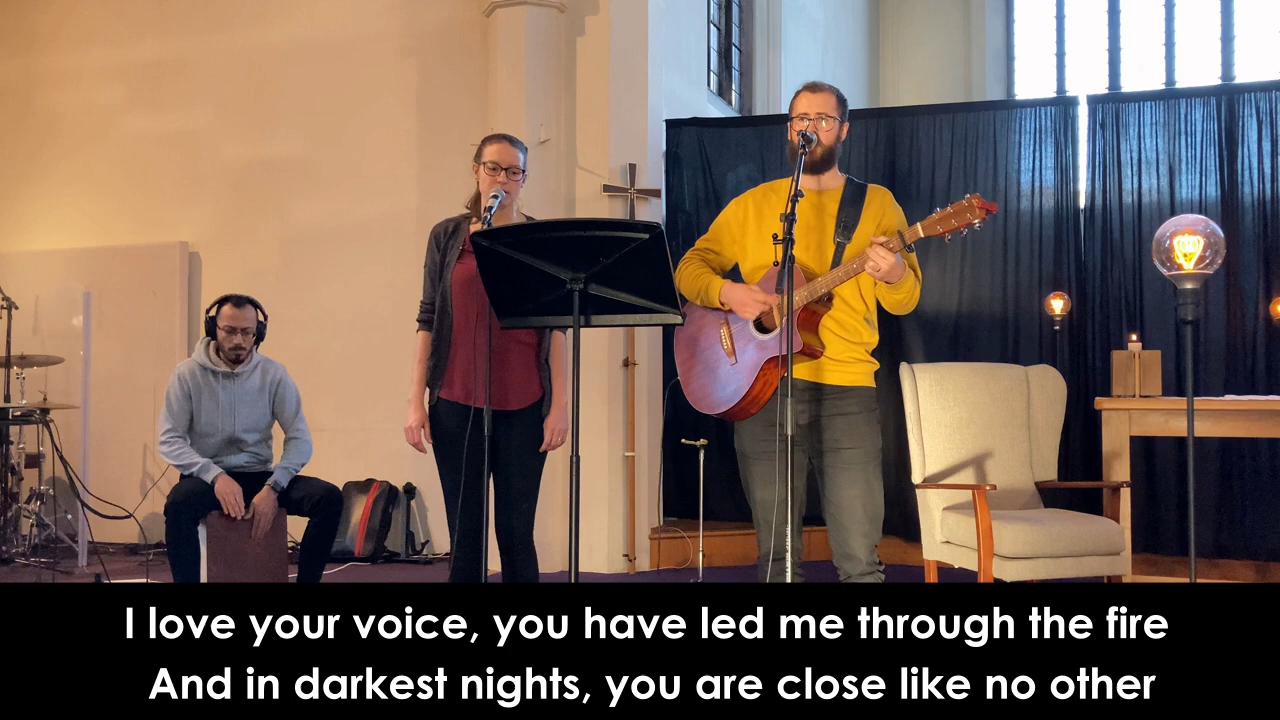 I love your voice, you have led me through the fire
And in darkest nights, you are close like no other